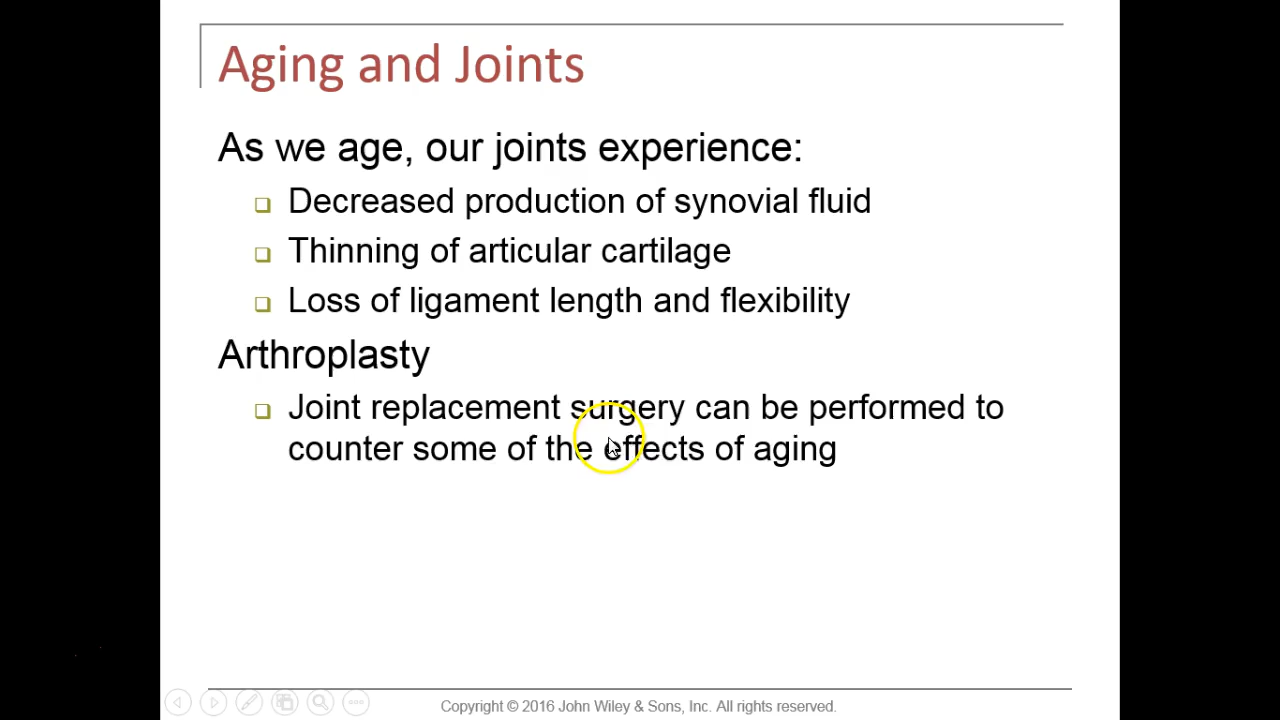 Aging and Joints
As we age, our joints experience:
Decreased production of synovial fluid
Thinning of articular cartilage
Loss of ligament length and flexibility
Arthroplasty
Joint replacement surgery can be performed to
counter some of the effects of aging
Copyright © 2016 John Wiley & Sons, Inc. All rights reserved.